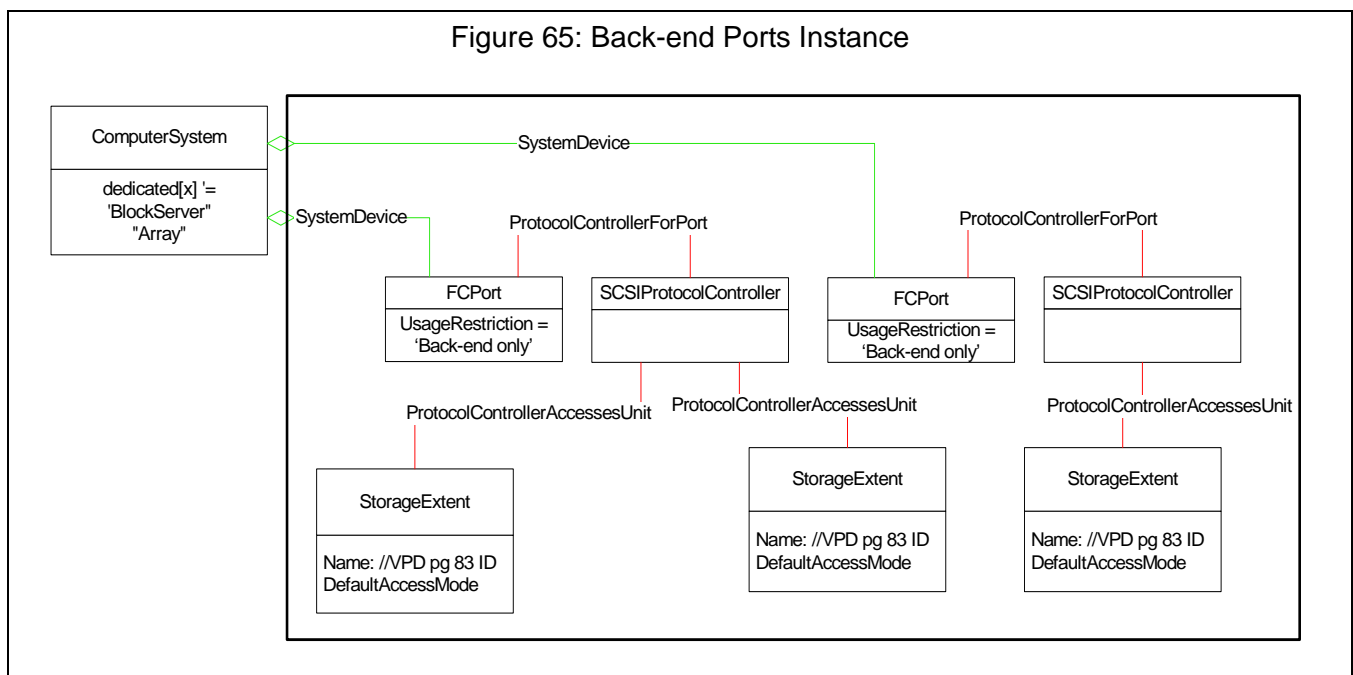 Figure 65: Back-end Ports Instance
ComputerSystem
dedicated[x] '=
'BlockServer"
"Array"
SystemDevice
SystemDevice
ProtocolControllerForPort
ProtocolControllerForPort
FCPort
UsageRestriction =
‘Back-end only’
SCSIProtocolController
FCPort
UsageRestriction =
‘Back-end only’
SCSIProtocolController
ProtocolControllerAccessesUnit
ProtocolControllerAccessesUnit
ProtocolControllerAccessesUnit
StorageExtent
Name: //VPD pg 83 ID
DefaultAccessMode
StorageExtent
Name: //VPD pg 83 ID
DefaultAccessMode
StorageExtent
Name: //VPD pg 83 ID
DefaultAccessMode